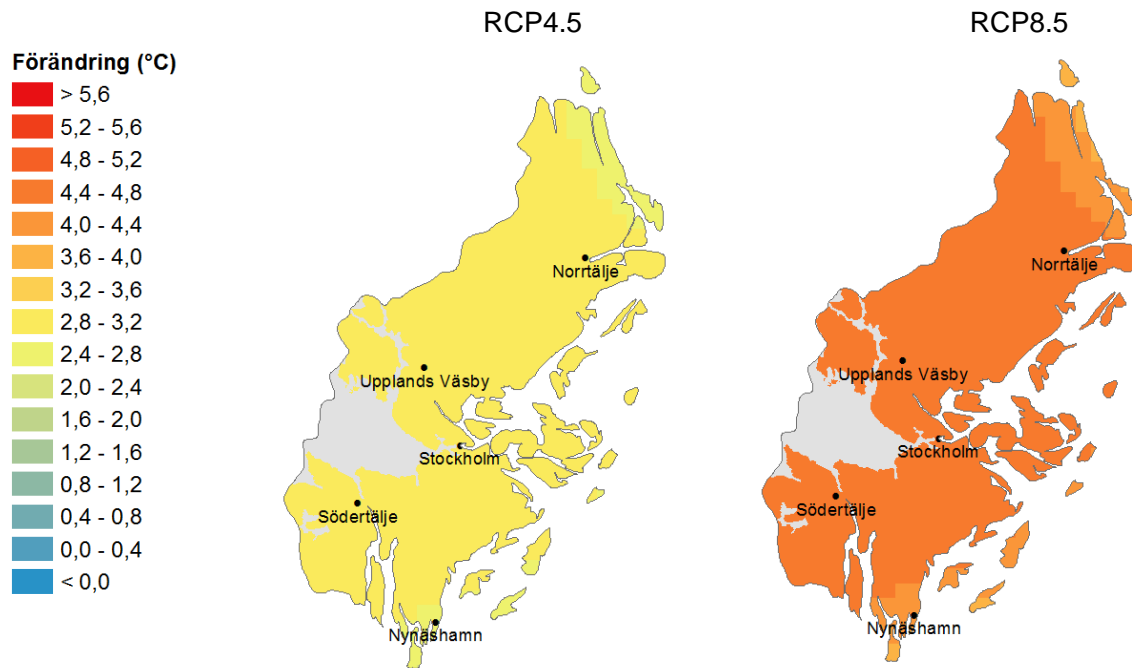 RCP4.5
RCP8.5
Förändring (°C)
> 5,6
5,2 - 5,6
4,8 - 5,2
4,4 - 4,8
4,0 - 4,4
3,6 - 4,0
3,2 - 3,6
2,8 - 3,2
2,4 - 2,8
2,0 - 2,4
1,6 - 2,0
1,2 - 1,6
0,8 - 1,2
0,4 - 0,8
0,0 - 0,4
< 0,0
Norrtälje
Upplands Väsby
Stockholm
Södertälje
Nynäshamn
Norrtälje
Upplands Väsby
Stockholm
Södertälje
Nynäshamn